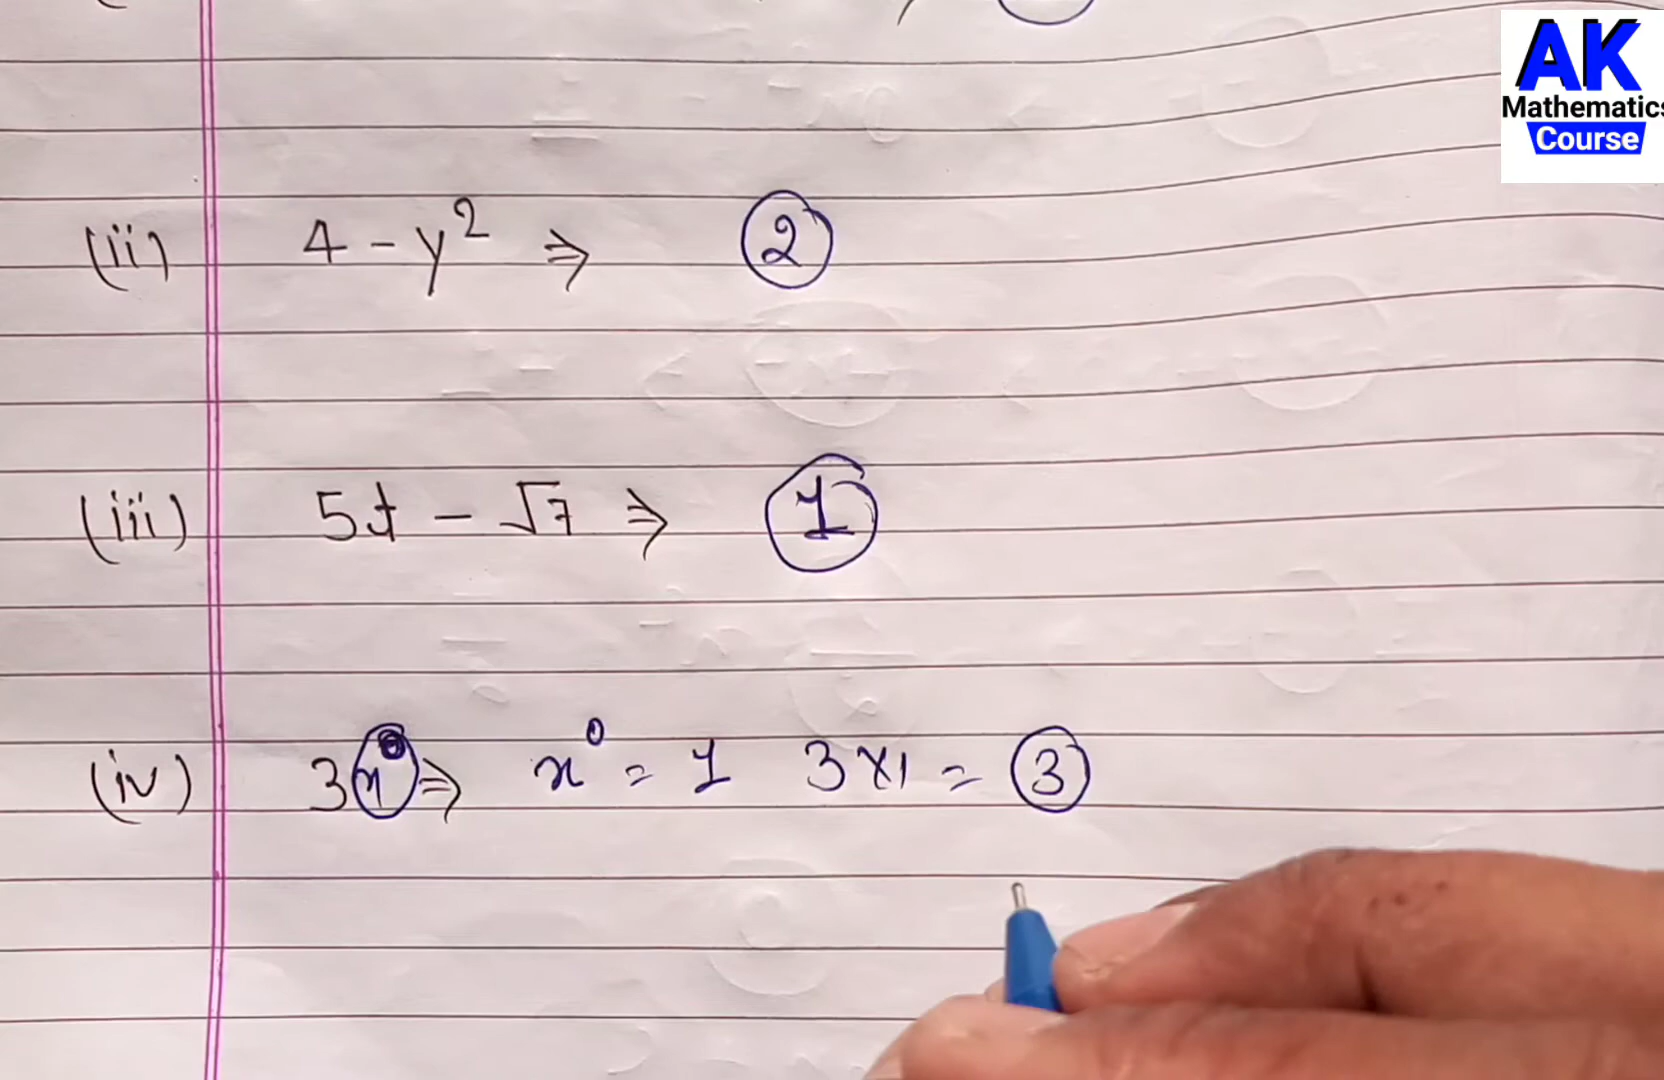 AK
Mathematics
Course
(ii) 4 - y² ⇒ 2
(iii) 5t - √7 ⇒ 1
(iv) 3x⁰ ⇒ x⁰ = 1 3×1 = 3